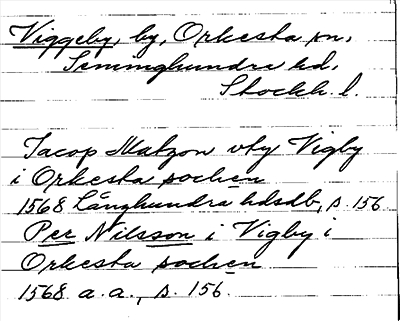 Viggeby, by, Orkesta sn,
Seminghundra hd,
Stockh. l.
Jacop Matzon vty Vigby
i Orkesta sochen
1568 Långhundra hdsdb, s. 156
Per Nilsson i Vigby i
Orkesta sochen
1568 a. a., s. 156.